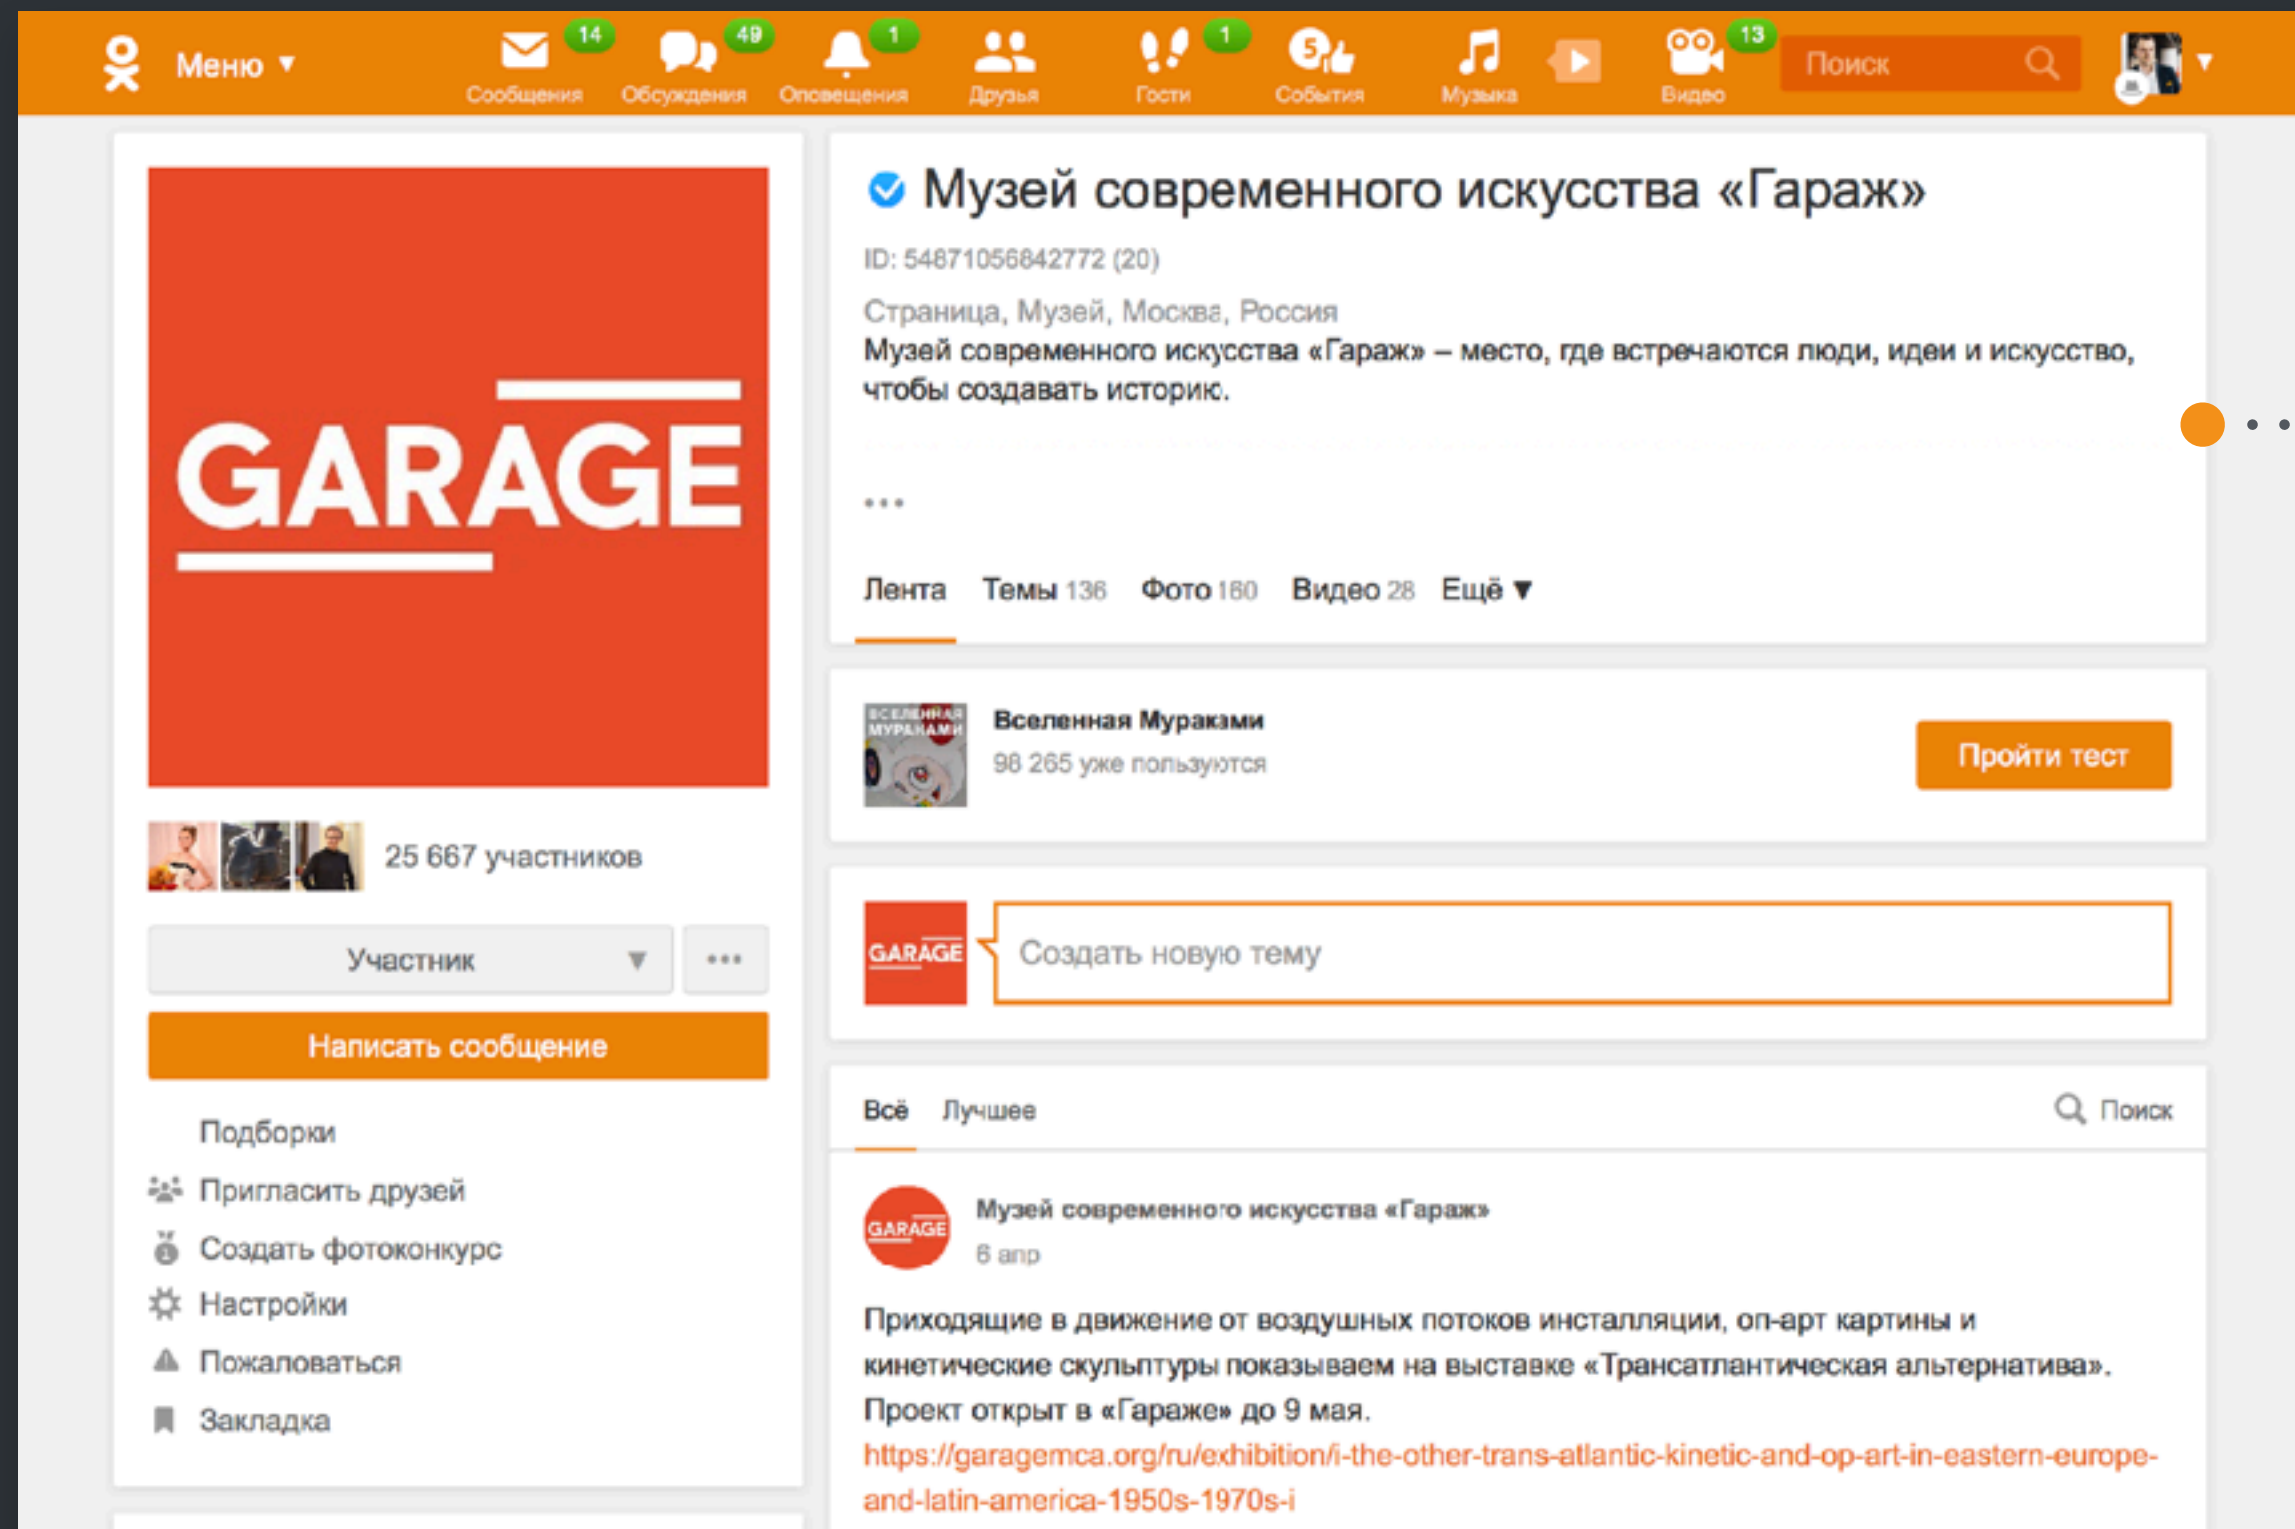 Меню
14
49
1
1
5
13
Сообщения
Обсуждения
Оповещения
Друзья
Гости
События
Музыка
Видео
Поиск
GARAGE
25 667 участников
Участник
Написать сообщение
Подборки
Пригласить друзей
Создать фотоконкурс
Настройки
Пожаловаться
Закладка
Музей современного искусства «Гараж»
ID: 54871056842772 (20)
Страница, Музей, Москва, Россия
Музей современного искусства «Гараж» – место, где встречаются люди, идеи и искусство,
чтобы создавать историю.
Лента Темы 136 Фото 160 Видео 28 Ещё
ВСЕЛЕННАЯ
МУРАКАМИ
Вселенная Мураками
98 265 уже пользуются
Пройти тест
GARAGE
Создать новую тему
Всё Лучшее
Поиск
GARAGE
Музей современного искусства «Гараж»
6 апр
Приходящие в движение от воздушных потоков инсталляции, оп-арт картины и
кинетические скульптуры показываем на выставке «Трансатлантическая альтернатива».
Проект открыт в «Гараже» до 9 мая.
https://garagemca.org/ru/exhibition/i-the-other-trans-atlantic-kinetic-and-op-art-in-eastern-europe-
and-latin-america-1950s-1970s-i